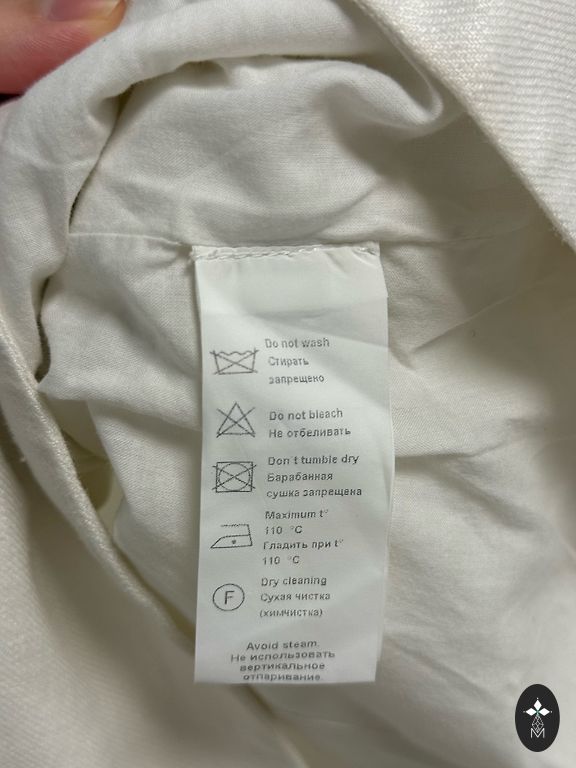 Do not wash
Стирать
запрещено
Do not bleach
Не отбеливать
Don't tumble dry
Барабанная
сушка запрещена
Maximum t°
110 °C
Гладить при t°
110 °C
F
Dry cleaning
Сухая чистка
(химчистка)
Avoid steam.
Не использовать
вертикальное
отпаривание.
M